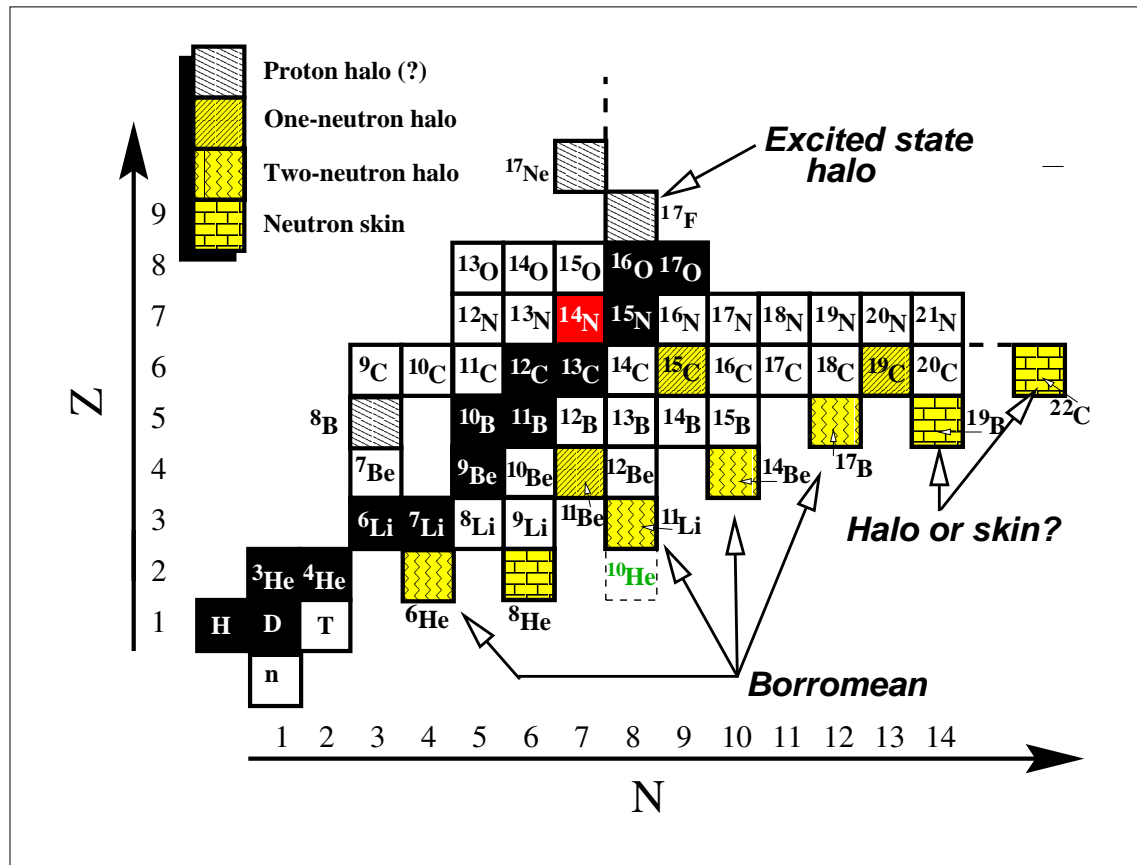 Proton halo (?)
One-neutron halo
Two-neutron halo
Neutron skin
Excited state
halo
¹⁷Ne
9
¹⁷F
8 ¹³O ¹⁴O ¹⁵O ¹⁶O ¹⁷O
7 ¹²N ¹³N ¹⁴N ¹⁵N ¹⁶N ¹⁷N ¹⁸N ¹⁹N ²⁰N ²¹N
6 ⁹C ¹⁰C ¹¹C ¹²C ¹³C ¹⁴C ¹⁵C ¹⁶C ¹⁷C ¹⁸C ¹⁹C ²⁰C
²²C
Z
5 ⁸B ¹⁰B ¹¹B ¹²B ¹³B ¹⁴B ¹⁵B ¹⁷B ¹⁹B
4 ⁷Be ⁹Be ¹⁰Be ¹¹Be ¹²Be ¹⁴Be
3 ⁶Li ⁷Li ⁸Li ⁹Li ¹¹Li
Halo or skin?
2 ³He ⁴He ⁶He ⁸He ¹⁰He
1 H D T
n
Borromean
1 2 3 4 5 6 7 8 9 10 11 12 13 14
N